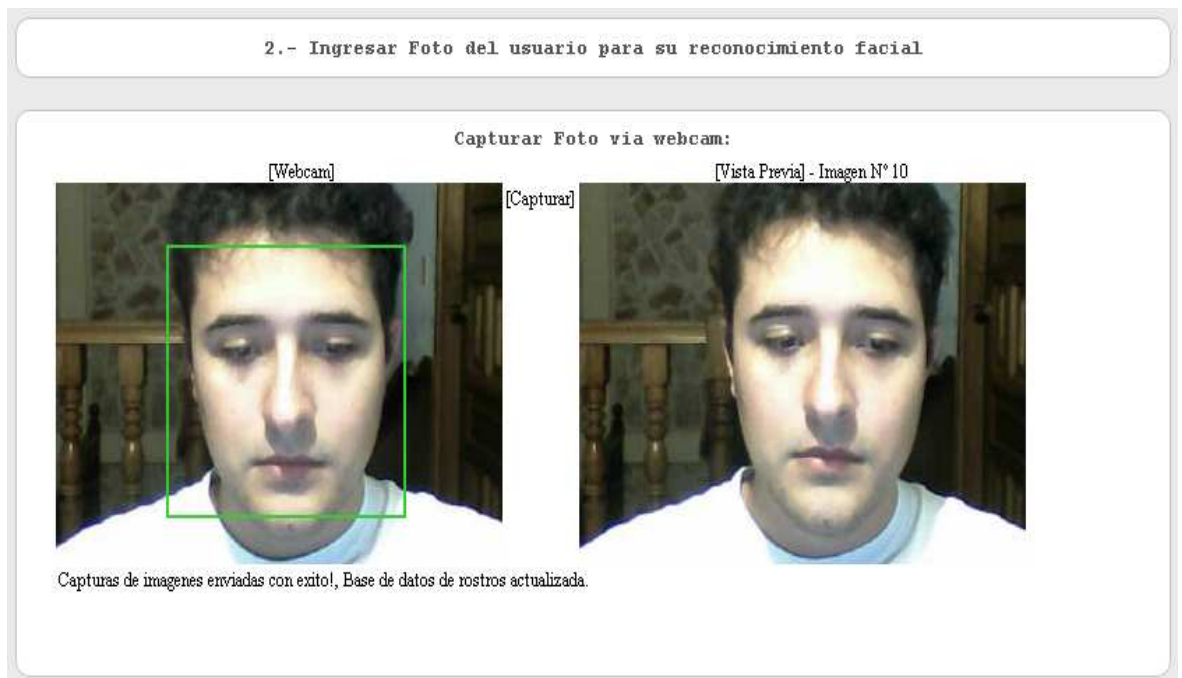 2.- Ingresar Foto del usuario para su reconocimiento facial
Capturar Foto via webcam:
[Webcam]
[Capturar]
[Vista Previa] - Imagen N° 10
Capturas de imagenes enviadas con exito!, Base de datos de rostros actualizada.